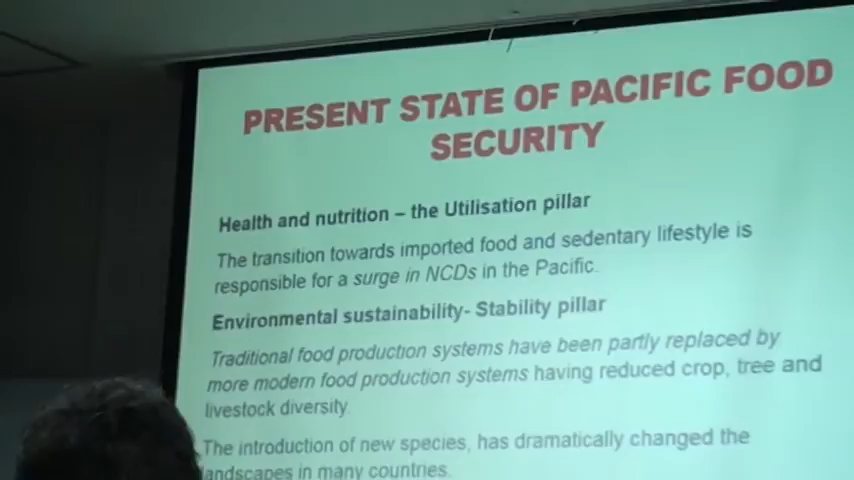 PRESENT STATE OF PACIFIC FOOD
SECURITY
Health and nutrition – the Utilisation pillar
The transition towards imported food and sedentary lifestyle is
responsible for a surge in NCDs in the Pacific.
Environmental sustainability- Stability pillar
Traditional food production systems have been partly replaced by
more modern food production systems having reduced crop, tree and
livestock diversity.
The introduction of new species, has dramatically changed the
landscapes in many countries.